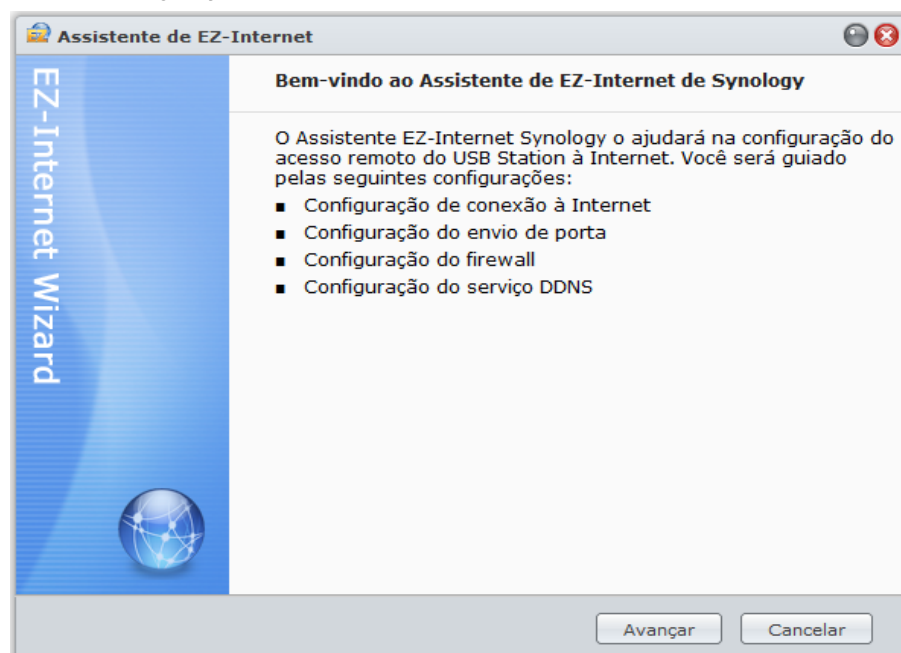 Assistente de EZ-Internet
EZ-Internet Wizard
Bem-vindo ao Assistente de EZ-Internet de Synology
O Assistente EZ-Internet Synology o ajudará na configuração do
acesso remoto do USB Station à Internet. Você será guiado
pelas seguintes configurações:
■ Configuração de conexão à Internet
■ Configuração do envio de porta
■ Configuração do firewall
■ Configuração do serviço DDNS
Avançar
Cancelar